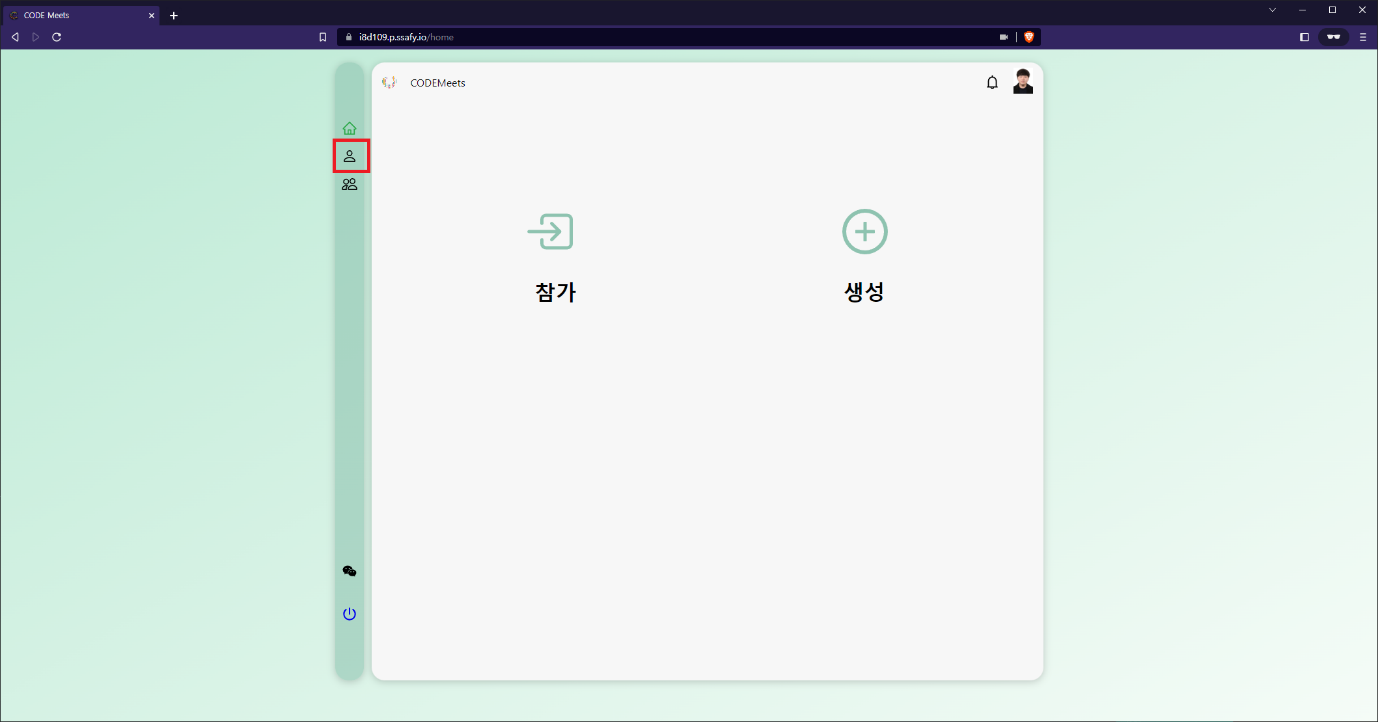 CODE Meets
i8d109.p.ssafy.io/home
CODEMeets
참가
생성